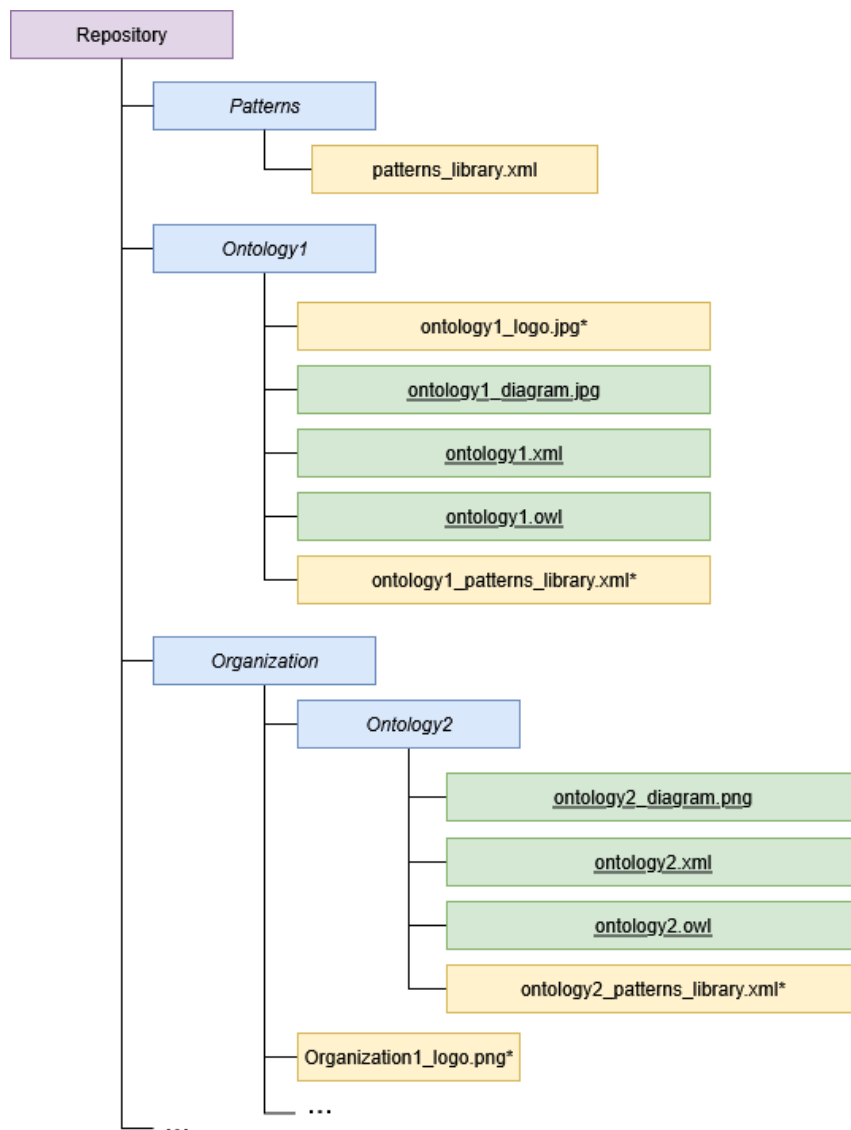 Repository
Patterns
patterns_library.xml
Ontology1
ontology1_logo.jpg*
ontology1_diagram.jpg
ontology1.xml
ontology1.owl
ontology1_patterns_library.xml*
Organization
Ontology2
ontology2_diagram.png
ontology2.xml
ontology2.owl
ontology2_patterns_library.xml*
Organization1_logo.png*
...
...